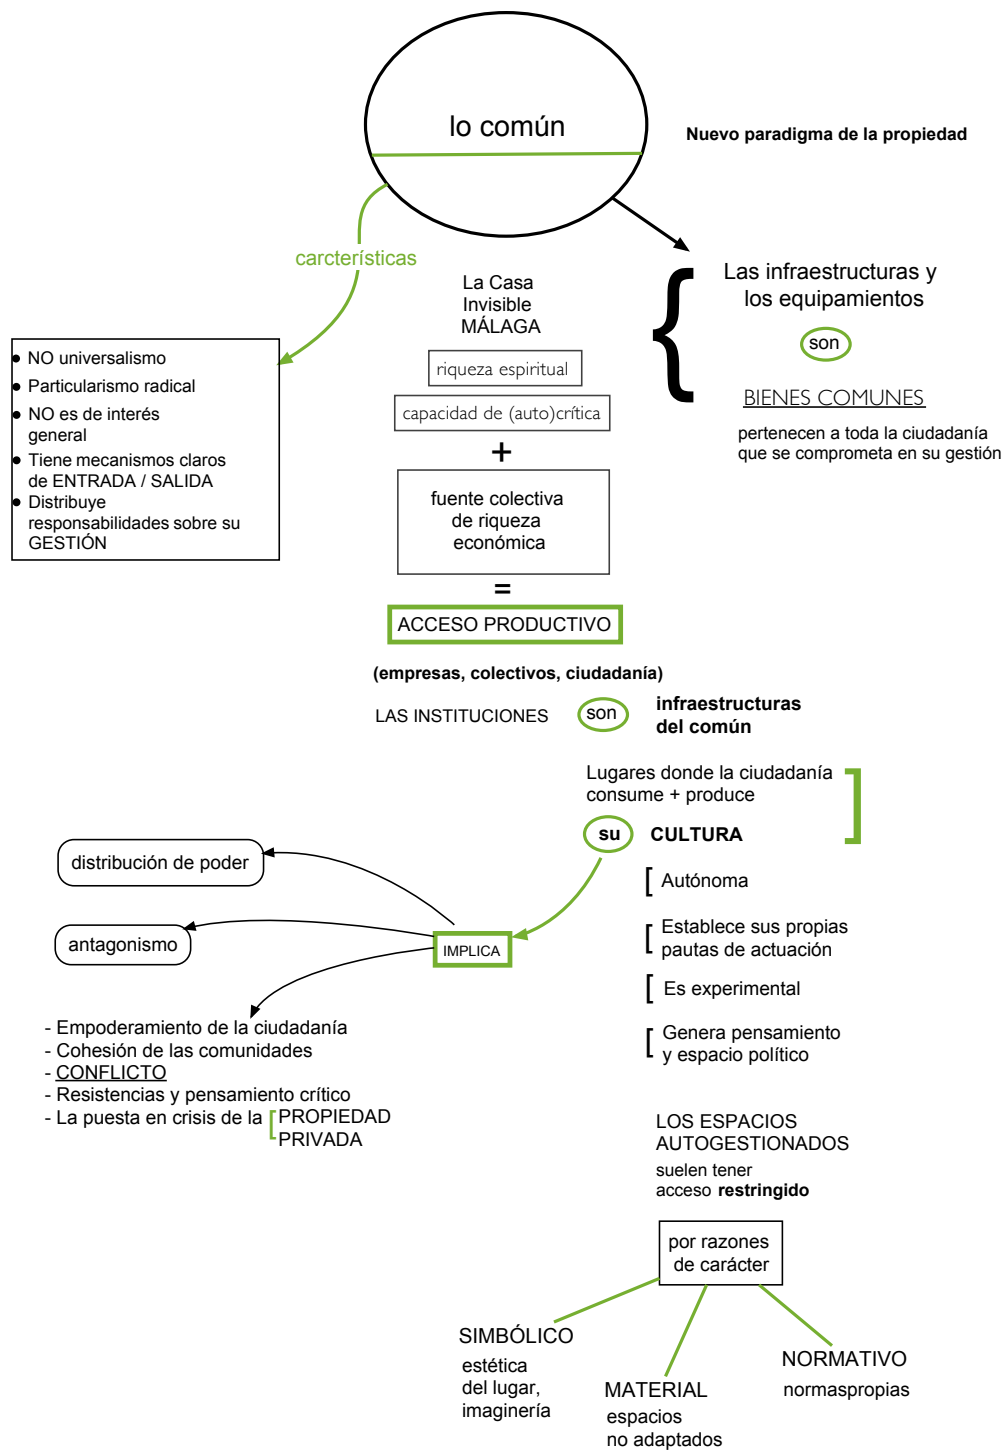 lo común
Nuevo paradigma de la propiedad
carcterísticas
● NO universalismo
● Particularismo radical
● NO es de interés
general
● Tiene mecanismos claros
de ENTRADA / SALIDA
● Distribuye
responsabilidades sobre su
GESTIÓN
La Casa
Invisible
MÁLAGA
riqueza espiritual
capacidad de (auto)crítica
+
fuente colectiva
de riqueza
económica
=
ACCESO PRODUCTIVO
(empresas, colectivos, ciudadanía)
{
Las infraestructuras y
los equipamientos
son
BIENES COMUNES
pertenecen a toda la ciudadanía
que se comprometa en su gestión
LAS INSTITUCIONES son infraestructuras
del común
Lugares donde la ciudadanía
consume + produce
]
su CULTURA
[ Autónoma
[ Establece sus propias
pautas de actuación
[ Es experimental
[ Genera pensamiento
y espacio político
IMPLICA
distribución de poder
antagonismo
- Empoderamiento de la ciudadanía
- Cohesión de las comunidades
- CONFLICTO
- Resistencias y pensamiento crítico
- La puesta en crisis de la [ PROPIEDAD
PRIVADA
LOS ESPACIOS
AUTOGESTIONADOS
suelen tener
acceso restringido
por razones
de carácter
SIMBÓLICO
estética
del lugar,
imaginería
MATERIAL
espacios
no adaptados
NORMATIVO
normaspropias